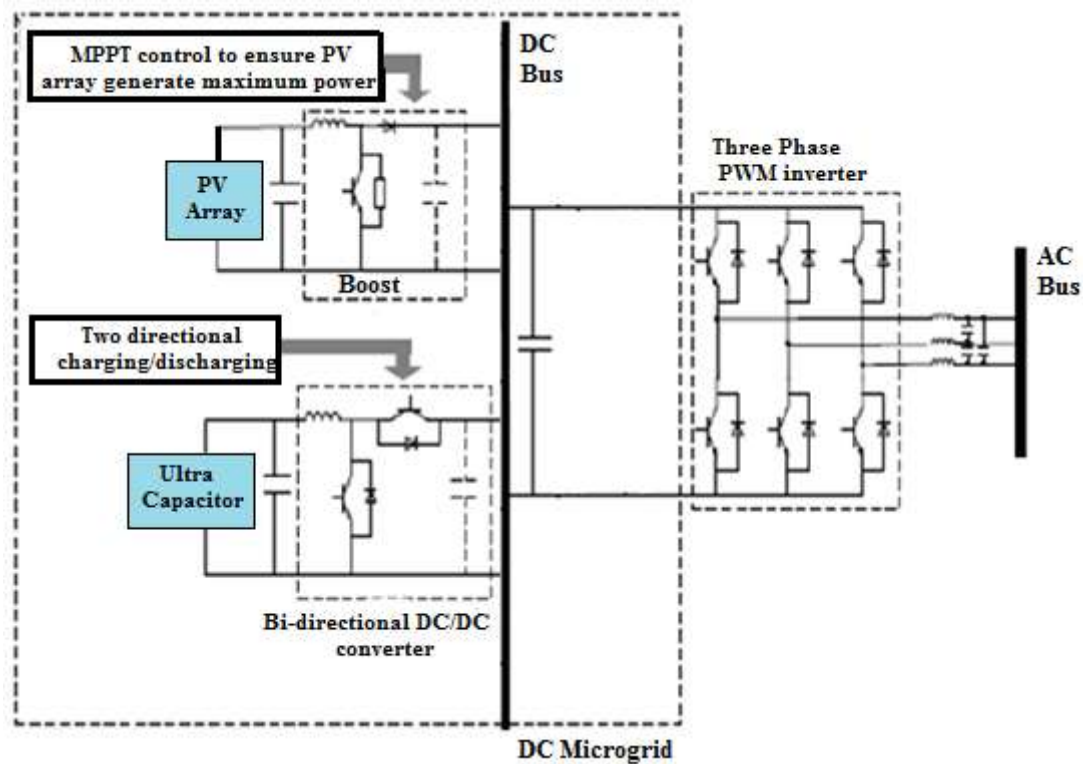 MPPT control to ensure PV
array generate maximum power
DC
Bus
PV
Array
Boost
Three Phase
PWM inverter
AC
Bus
Two directional
charging/discharging
Ultra
Capacitor
Bi-directional DC/DC
converter
DC Microgrid